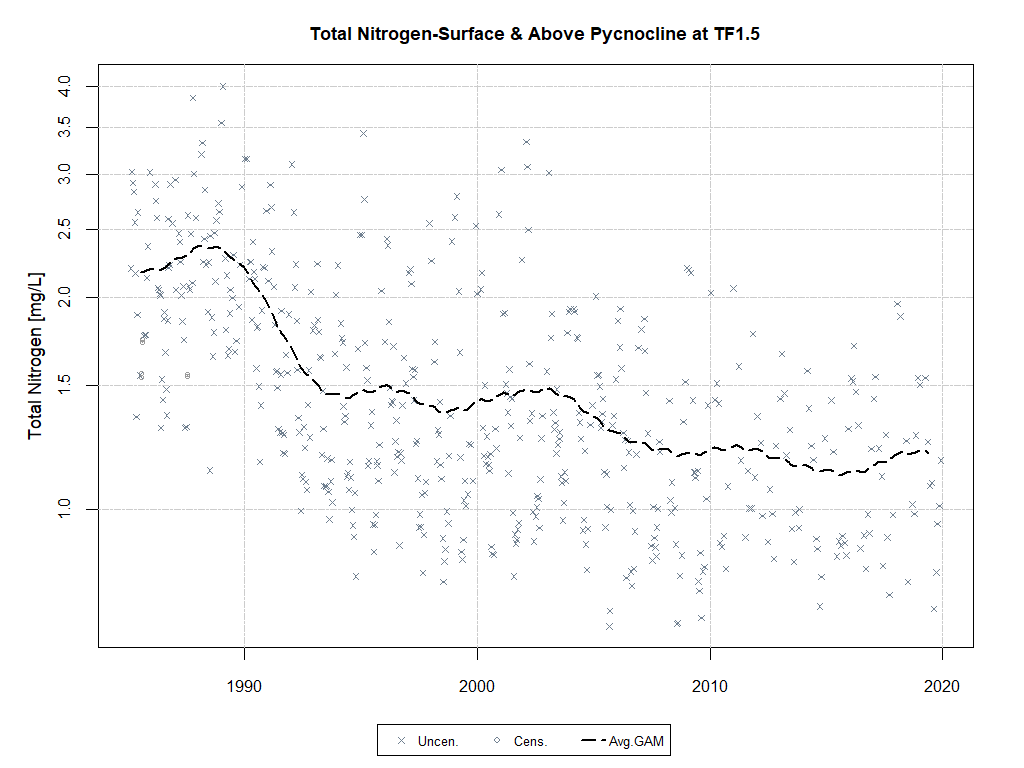 Total Nitrogen-Surface & Above Pycnocline at TF1.5
Total Nitrogen [mg/L]
4.0
3.5
3.0
2.5
2.0
1.5
1.0
1990 2000 2010 2020
Uncen. Cens. Avg.GAM